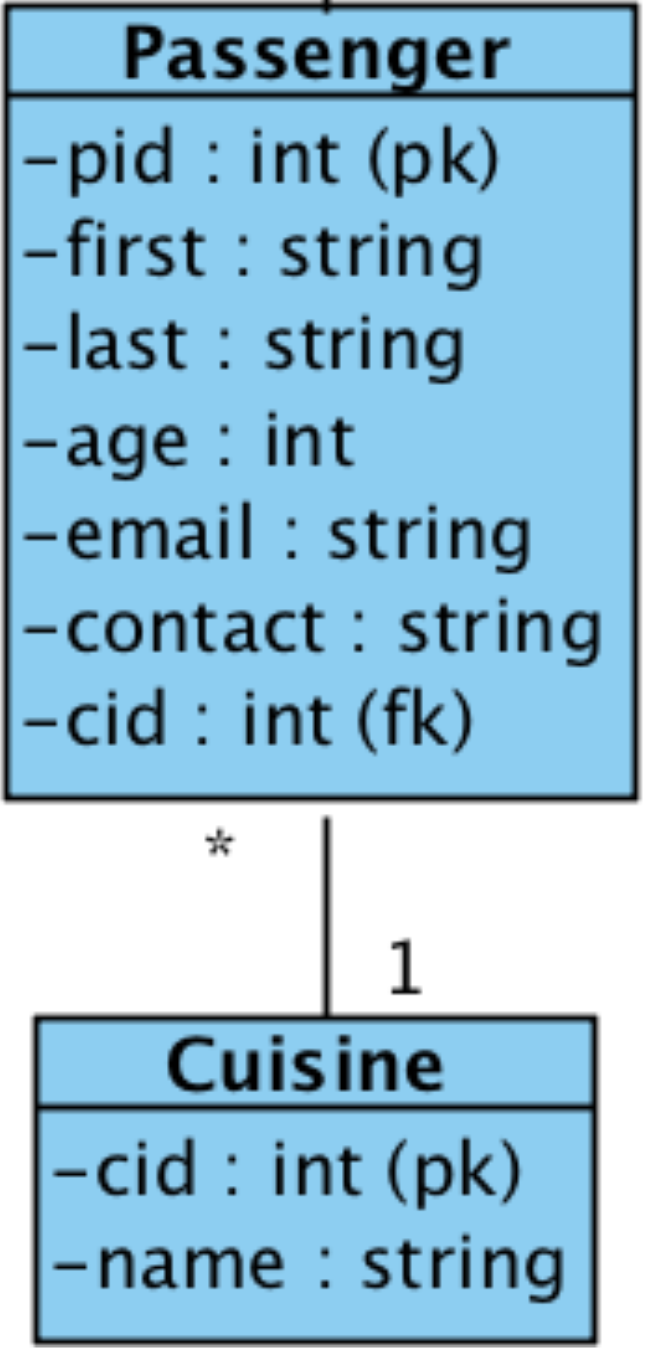 Passenger
-pid : int (pk)
-first : string
-last : string
-age : int
-email : string
-contact : string
-cid : int (fk)
*
1
Cuisine
-cid : int (pk)
-name : string